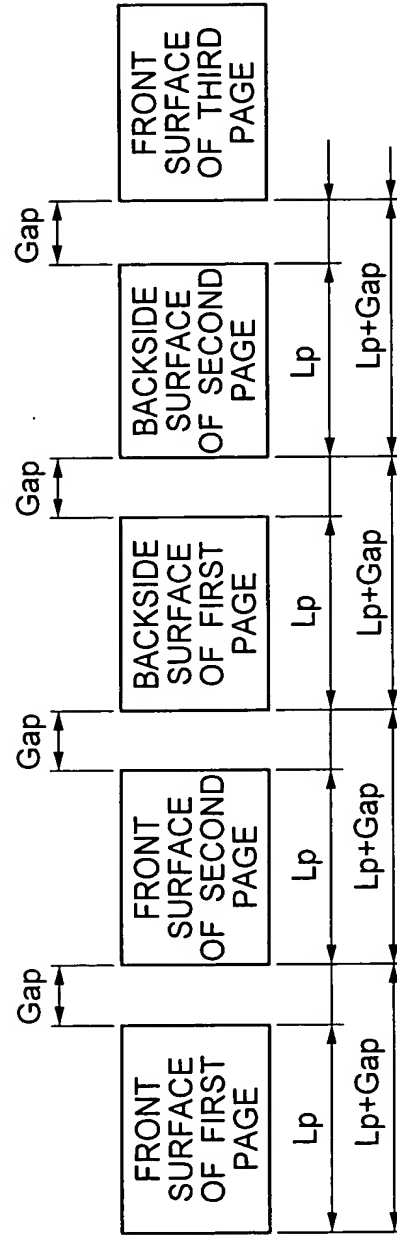 Gap
Gap
Gap
Gap
FRONT
SURFACE
OF FIRST
PAGE
FRONT
SURFACE
OF SECOND
PAGE
BACKSIDE
SURFACE
OF FIRST
PAGE
BACKSIDE
SURFACE
OF SECOND
PAGE
FRONT
SURFACE
OF THIRD
PAGE
Lp
Lp
Lp
Lp
Lp+Gap
Lp+Gap
Lp+Gap
Lp+Gap